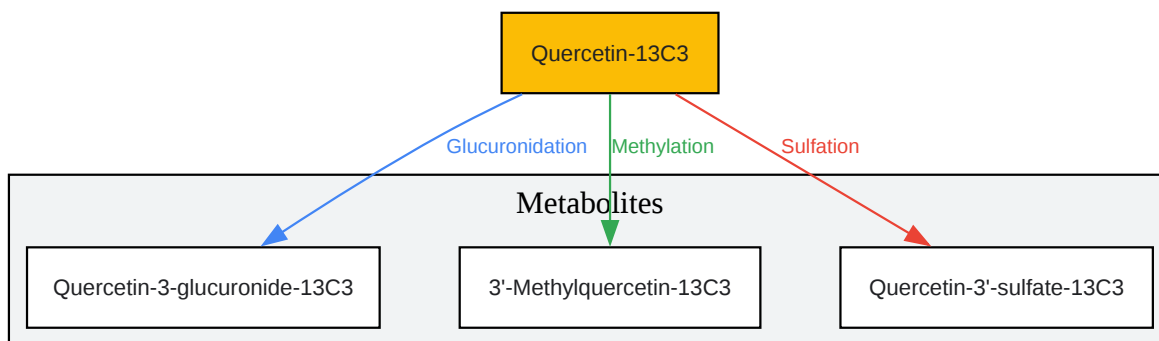 Quercetin-13C3
Glucuronidation
Methylation
Sulfation
Metabolites
Quercetin-3-glucuronide-13C3
3'-Methylquercetin-13C3
Quercetin-3'-sulfate-13C3